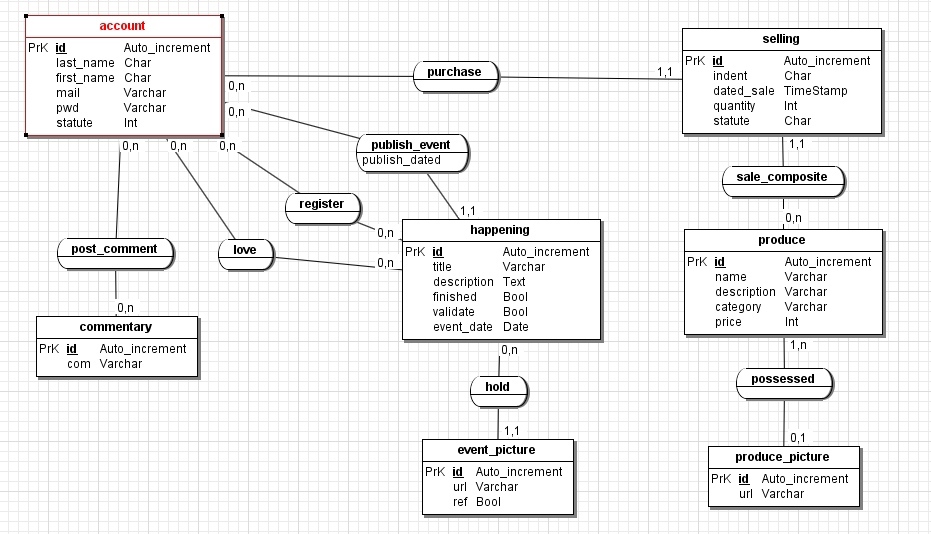 account
PrK id Auto_increment
last_name Char
first_name Char
mail Varchar
pwd Varchar
statute Int
selling
PrK id Auto_increment
indent Char
dated_sale TimeStamp
quantity Int
statute Char
purchase
0,n
1,1
0,n
publish_event
publish_dated
1,1
0,n
0,n
0,n
1,1
sale_composite
0,n
register
0,n
post_comment
love
0,n
happening
PrK id Auto_increment
title Varchar
description Text
finished Bool
validate Bool
event_date Date
produce
PrK id Auto_increment
name Varchar
description Varchar
category Varchar
price Int
0,n
commentary
PrK id Auto_increment
com Varchar
0,n
1,n
hold
possessed
1,1
0,1
event_picture
PrK id Auto_increment
url Varchar
ref Bool
produce_picture
PrK id Auto_increment
url Varchar